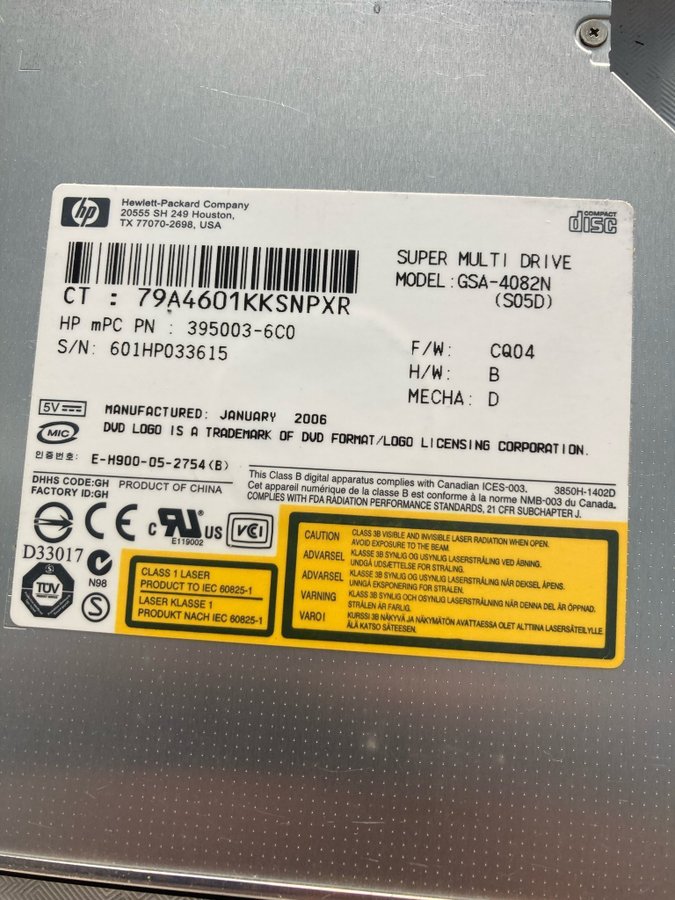 hp
Hewlett-Packard Company
20555 SH 249 Houston,
TX 77070-2698, USA
COMPACT
disc
SUPER MULTI DRIVE
MODEL:GSA-4082N
(S05D)
CT : 79A4601KKSNPXR
HP mPC PN : 395003-6C0
S/N: 601HP033615
F/W: CQ04
H/W: B
MECHA: D
5V
MANUFACTURED: JANUARY 2006
MIC
DVD LOGO IS A TRADEMARK OF DVD FORMAT/LOGO LICENSING CORPORATION.
인증번호: E-H900-05-2754(B)
DHHS CODE:GH
FACTORY ID:GH
PRODUCT OF CHINA
This Class B digital apparatus complies with Canadian ICES-003. 3850H-1402D
Cet appareil numérique de la classe B est conforme à la norme NMB-003 du Canada.
COMPLIES WITH FDA RADIATION PERFORMANCE STANDARDS, 21 CFR SUBCHAPTER J.
D33017
CE
c RU US
E119002
VCI
N98
TÜV
S
CLASS 1 LASER
PRODUCT TO IEC 60825-1
LASER KLASSE 1
PRODUKT NACH IEC 60825-1
CAUTION CLASS 3B VISIBLE AND INVISIBLE LASER RADIATION WHEN OPEN.
AVOID EXPOSURE TO THE BEAM.
ADVARSEL KLASSE 3B SYNLIG OG USYNLIG LASERSTRÅLING VED ÅBNING.
UNDGÅ UDSÆTTELSE FOR STRÅLING.
ADVARSEL KLASSE 3B SYNLIG OG USYNLIG LASERSTRÅLING NÅR DEKSEL ÅPNES.
UNNGÅ EKSPONERING FOR STRÅLEN.
VARNING KLASS 3B SYNLIG OCH OSYNLIG LASERSTRÅLNING NÄR DENNA DEL ÄR ÖPPNAD.
STRÅLEN ÄR FARLIG.
VARO! KURSSI 3B NÄKYVÄ JA NÄKYMÄTÖN AVATTAESSA OLET ALTTIINA LASERSÄTEILYLLE.
ÄLÄ KATSO SÄTEESEEN.